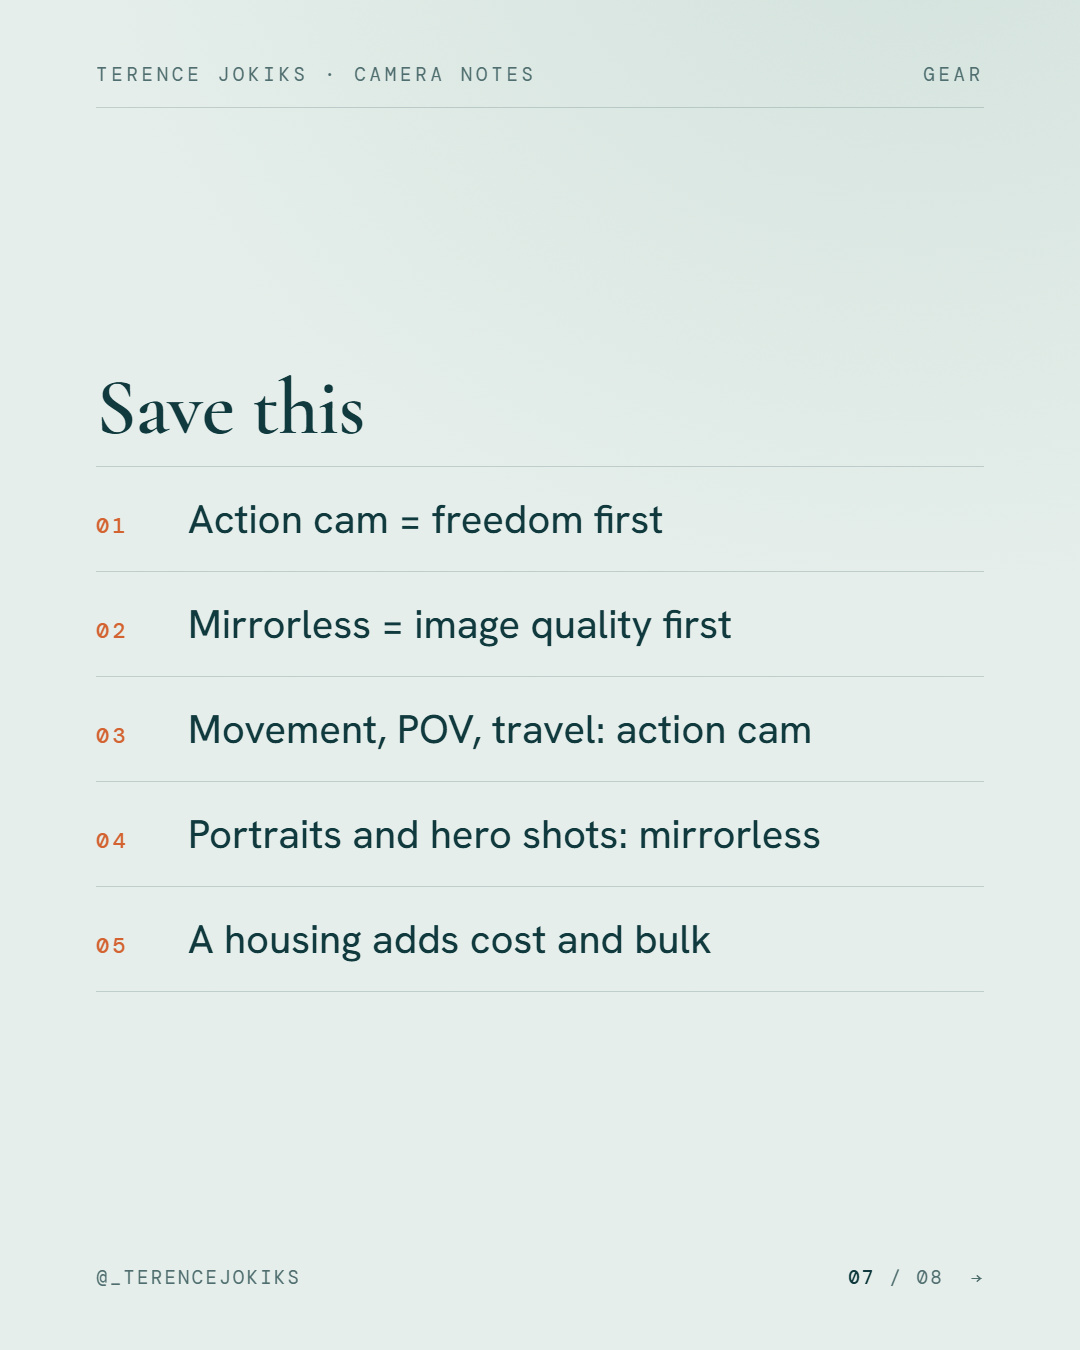 TERENCE JOKIKS · CAMERA NOTES
GEAR
Save this
01 Action cam = freedom first
02 Mirrorless = image quality first
03 Movement, POV, travel: action cam
04 Portraits and hero shots: mirrorless
05 A housing adds cost and bulk
@_TERENCEJOKIKS
07 / 08 →